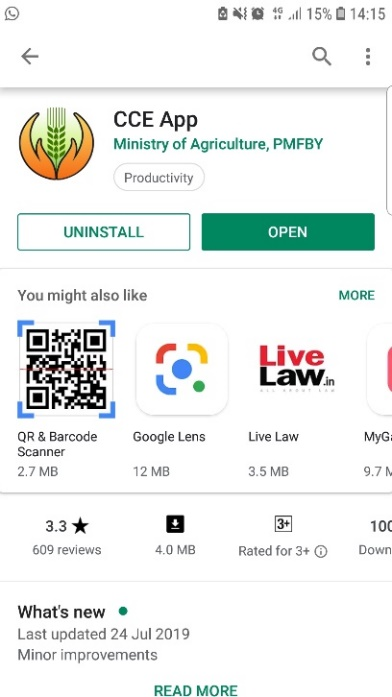 4G 15% 14:15
CCE App
Ministry of Agriculture, PMFBY
Productivity
UNINSTALL
OPEN
You might also like
MORE
Live
Law.in
QR & Barcode
Scanner
2.7 MB
Google Lens
12 MB
Live Law
3.5 MB
MyGa
9.7 M
3.3 ★
609 reviews
4.0 MB
3+
Rated for 3+
100
Down
What's new
Last updated 24 Jul 2019
Minor improvements
READ MORE